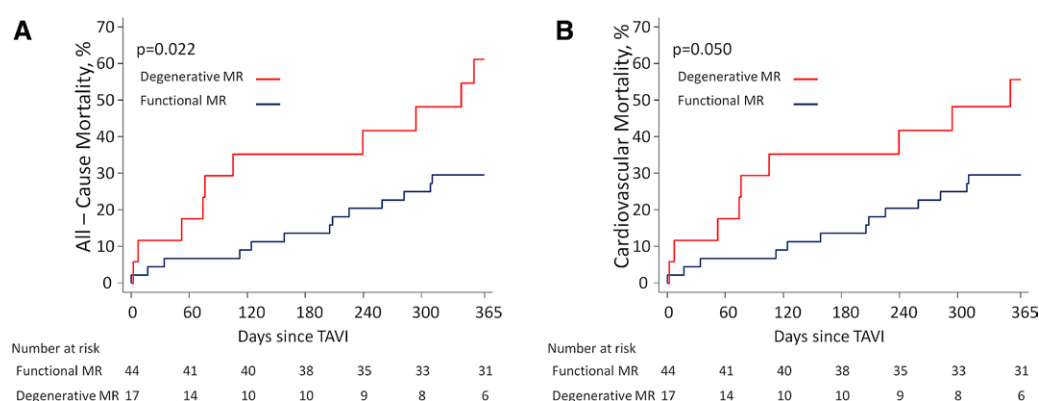 A
All – Cause Mortality, %
70
60
50
40
30
20
10
0
p=0.022
Degenerative MR
Functional MR
0 60 120 180 240 300 365
Days since TAVI
Number at risk
Functional MR 44 41 40 38 35 33 31
Degenerative MR 17 14 10 10 9 8 6
B
Cardiovascular Mortality, %
70
60
50
40
30
20
10
0
p=0.050
Degenerative MR
Functional MR
0 60 120 180 240 300 365
Days since TAVI
Number at risk
Functional MR 44 41 40 38 35 33 31
Degenerative MR 17 14 10 10 9 8 6